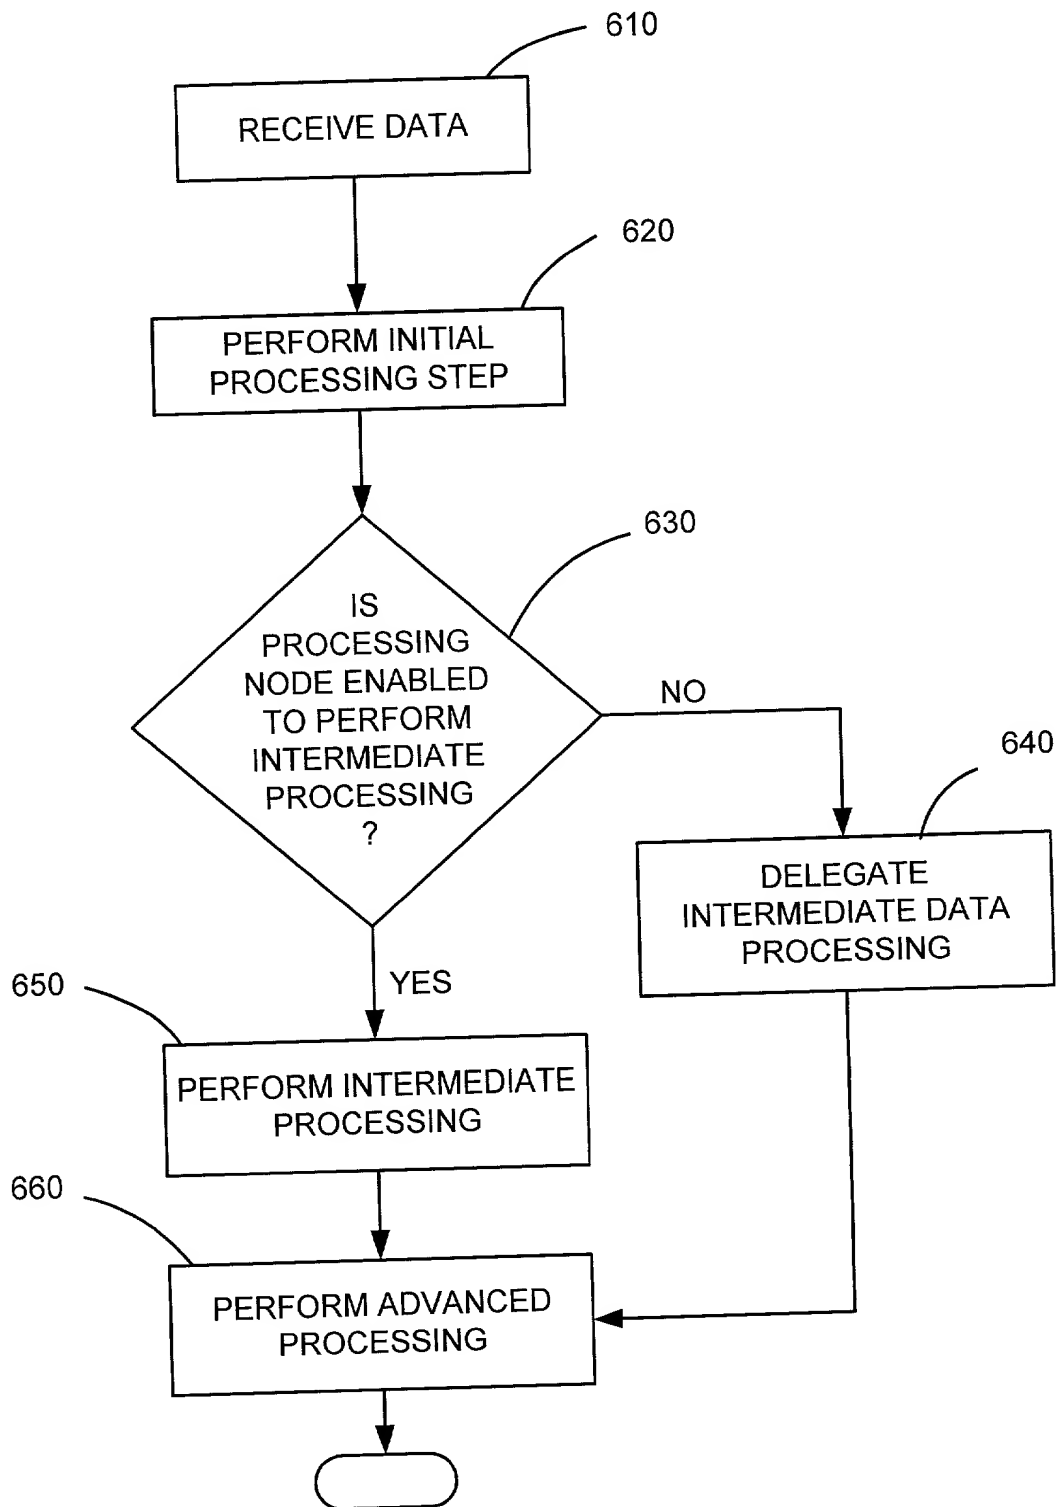 610
RECEIVE DATA
620
PERFORM INITIAL
PROCESSING STEP
630
IS
PROCESSING
NODE ENABLED
TO PERFORM
INTERMEDIATE
PROCESSING
?
NO
640
DELEGATE
INTERMEDIATE DATA
PROCESSING
YES
650
PERFORM INTERMEDIATE
PROCESSING
660
PERFORM ADVANCED
PROCESSING